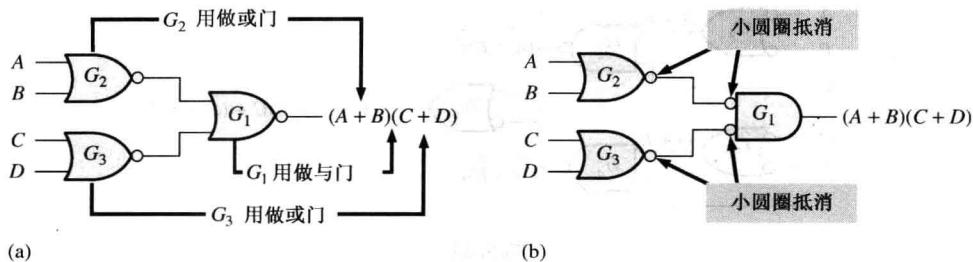 G₂ 用做或门
A
B
G₂
G₁
(A + B)(C + D)
C
D
G₃
G₁ 用做与门
G₃ 用做或门
(a)
小圆圈抵消
A
B
G₂
G₁
(A + B)(C + D)
C
D
G₃
小圆圈抵消
(b)